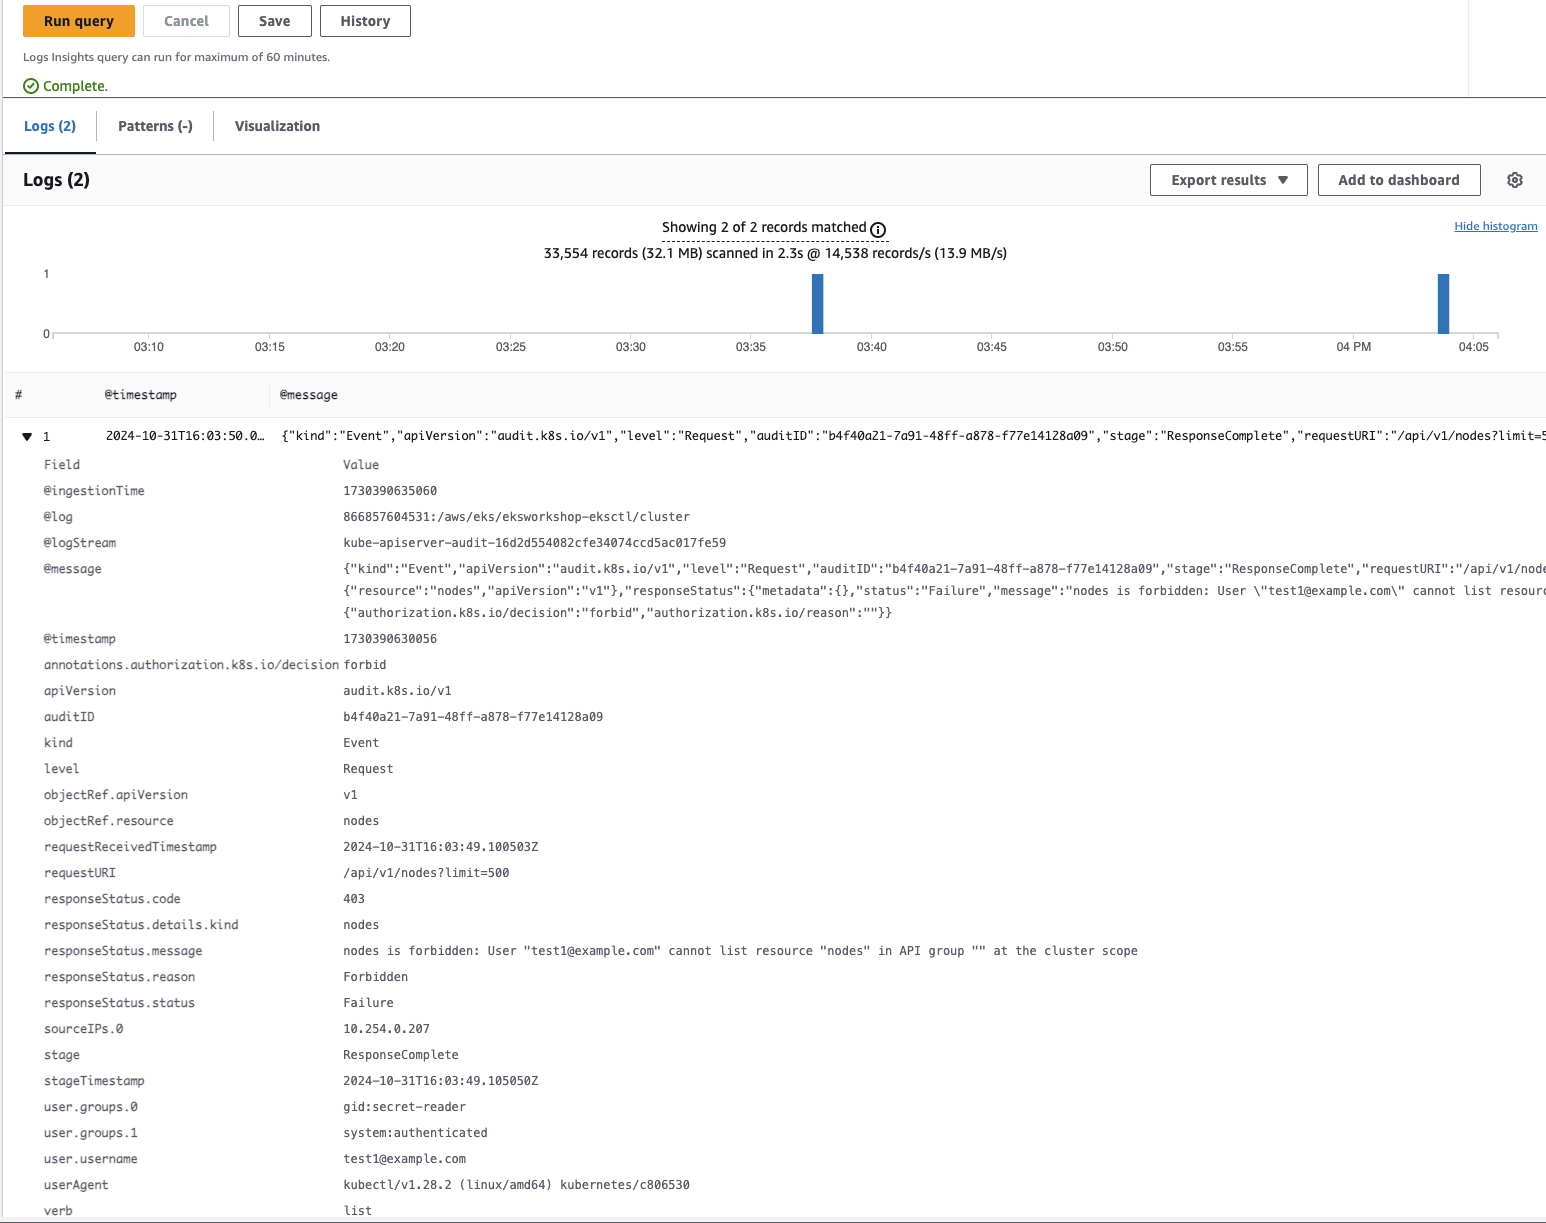 Run query Cancel Save History
Logs Insights query can run for maximum of 60 minutes.
Complete.
Logs (2) Patterns (-) Visualization
Logs (2) Export results ▼ Add to dashboard
Showing 2 of 2 records matched
Hide histogram
33,554 records (32.1 MB) scanned in 2.3s @ 14,538 records/s (13.9 MB/s)
1
0
03:10 03:15 03:20 03:25 03:30 03:35 03:40 03:45 03:50 03:55 04 PM 04:05
# @timestamp @message
▼ 1 2024-10-31T16:03:50.0… {"kind":"Event","apiVersion":"audit.k8s.io/v1","level":"Request","auditID":"b4f40a21-7a91-48ff-a878-f77e14128a09","stage":"ResponseComplete","requestURI":"/api/v1/nodes?limit=5
Field Value
@ingestionTime 1730390635060
@log 866857604531:/aws/eks/eksworkshop-eksctl/cluster
@logStream kube-apiserver-audit-16d2d554082cfe34074ccd5ac017fe59
@message {"kind":"Event","apiVersion":"audit.k8s.io/v1","level":"Request","auditID":"b4f40a21-7a91-48ff-a878-f77e14128a09","stage":"ResponseComplete","requestURI":"/api/v1/node
{"resource":"nodes","apiVersion":"v1"},"responseStatus":{"metadata":{},"status":"Failure","message":"nodes is forbidden: User \"test1@example.com\" cannot list resourc
{"authorization.k8s.io/decision":"forbid","authorization.k8s.io/reason":""}}
@timestamp 1730390630056
annotations.authorization.k8s.io/decision forbid
apiVersion audit.k8s.io/v1
auditID b4f40a21-7a91-48ff-a878-f77e14128a09
kind Event
level Request
objectRef.apiVersion v1
objectRef.resource nodes
requestReceivedTimestamp 2024-10-31T16:03:49.100503Z
requestURI /api/v1/nodes?limit=500
responseStatus.code 403
responseStatus.details.kind nodes
responseStatus.message nodes is forbidden: User "test1@example.com" cannot list resource "nodes" in API group "" at the cluster scope
responseStatus.reason Forbidden
responseStatus.status Failure
sourceIPs.0 10.254.0.207
stage ResponseComplete
stageTimestamp 2024-10-31T16:03:49.105050Z
user.groups.0 gid:secret-reader
user.groups.1 system:authenticated
user.username test1@example.com
userAgent kubectl/v1.28.2 (linux/amd64) kubernetes/c806530
verb list